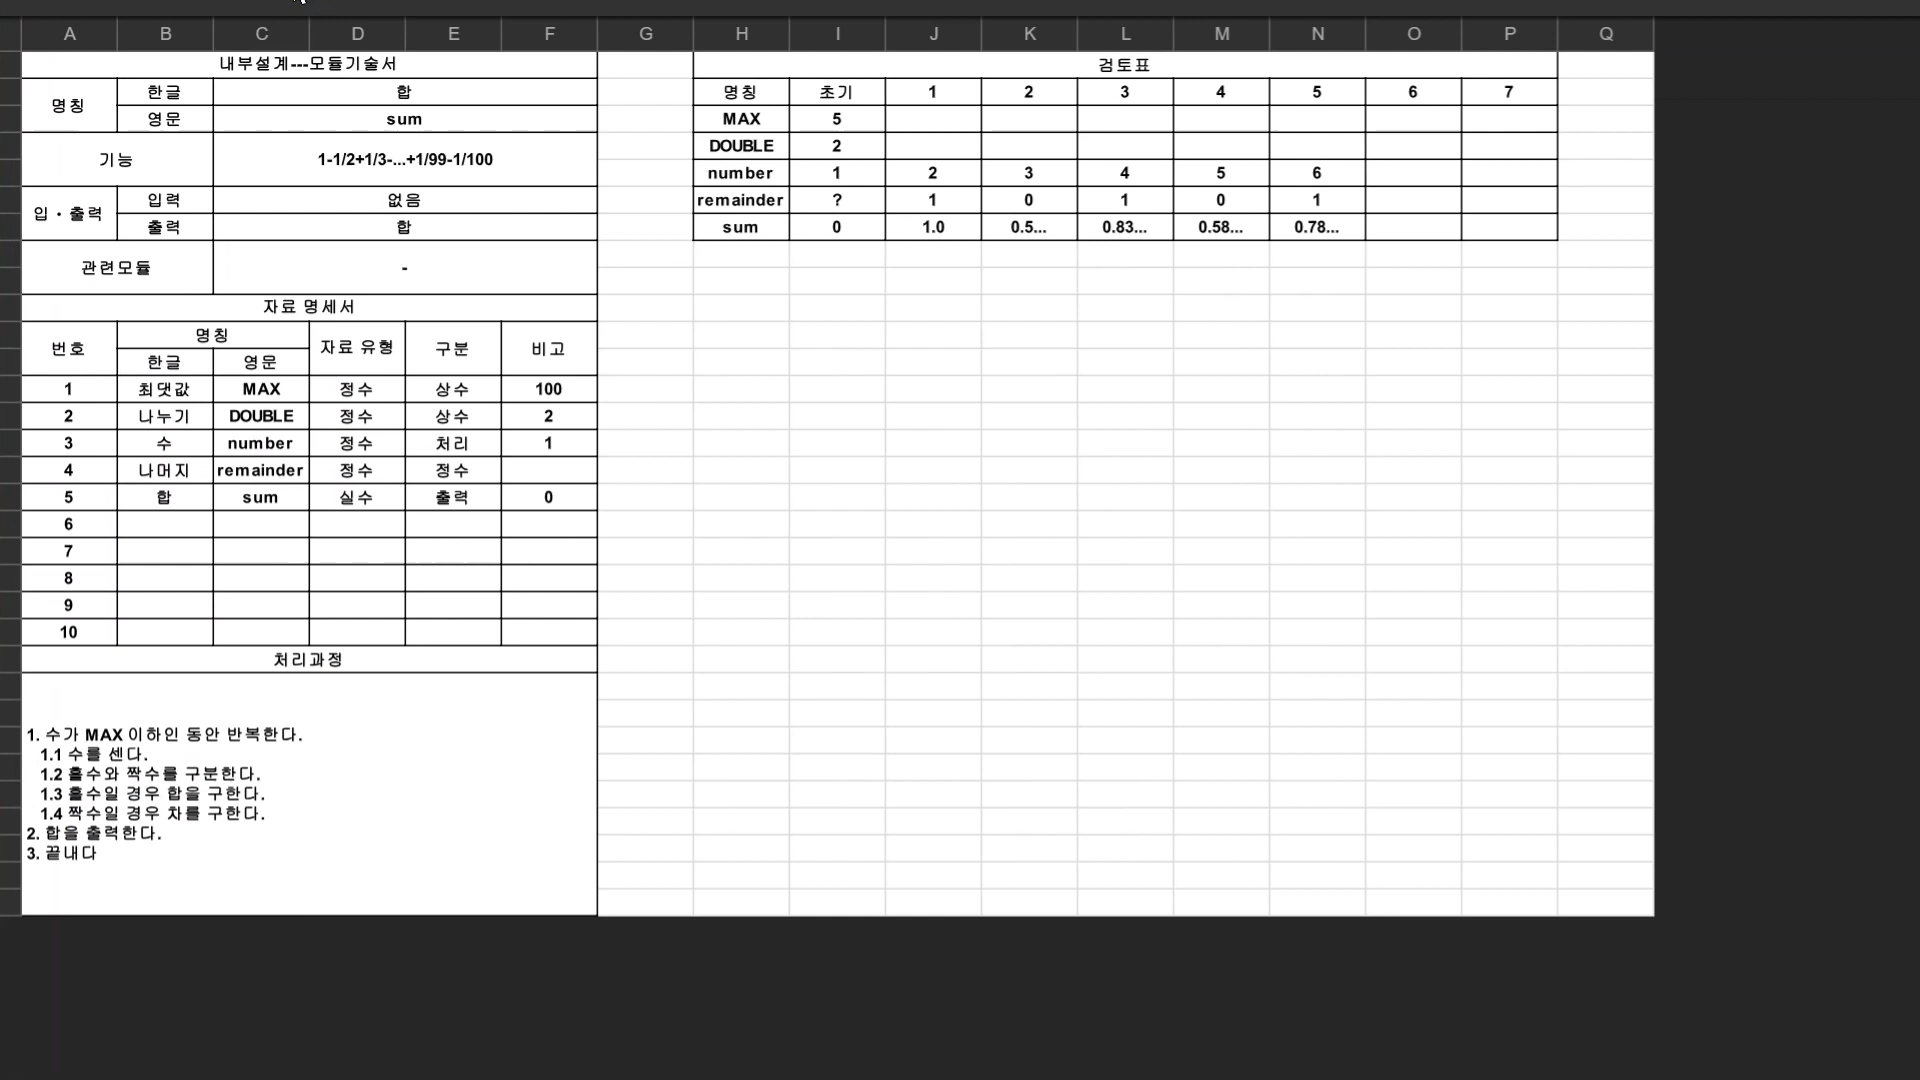 A B C D E F G H I J K L M N O P Q
내부설계---모듈기술서
명칭 한글 합
영문 sum
기능 1-1/2+1/3-...+1/99-1/100
입・출력 입력 없음
출력 합
관련모듈 -
자료 명세서
번호 명칭 자료 유형 구분 비고
한글 영문
1 최댓값 MAX 정수 상수 100
2 나누기 DOUBLE 정수 상수 2
3 수 number 정수 처리 1
4 나머지 remainder 정수 정수
5 합 sum 실수 출력 0
6
7
8
9
10
처리과정
1. 수가 MAX 이하인 동안 반복한다.
1.1 수를 센다.
1.2 홀수와 짝수를 구분한다.
1.3 홀수일 경우 합을 구한다.
1.4 짝수일 경우 차를 구한다.
2. 합을 출력한다.
3. 끝내다
검토표
명칭 초기 1 2 3 4 5 6 7
MAX 5
DOUBLE 2
number 1 2 3 4 5 6
remainder ? 1 0 1 0 1
sum 0 1.0 0.5... 0.83... 0.58... 0.78...